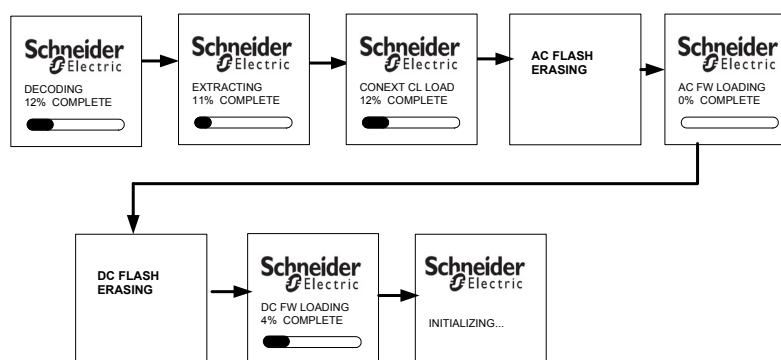 Schneider
Electric
DECODING
12% COMPLETE
Schneider
Electric
EXTRACTING
11% COMPLETE
Schneider
Electric
CONEXT CL LOAD
12% COMPLETE
AC FLASH
ERASING
Schneider
Electric
AC FW LOADING
0% COMPLETE
DC FLASH
ERASING
Schneider
Electric
DC FW LOADING
4% COMPLETE
Schneider
Electric
INITIALIZING...